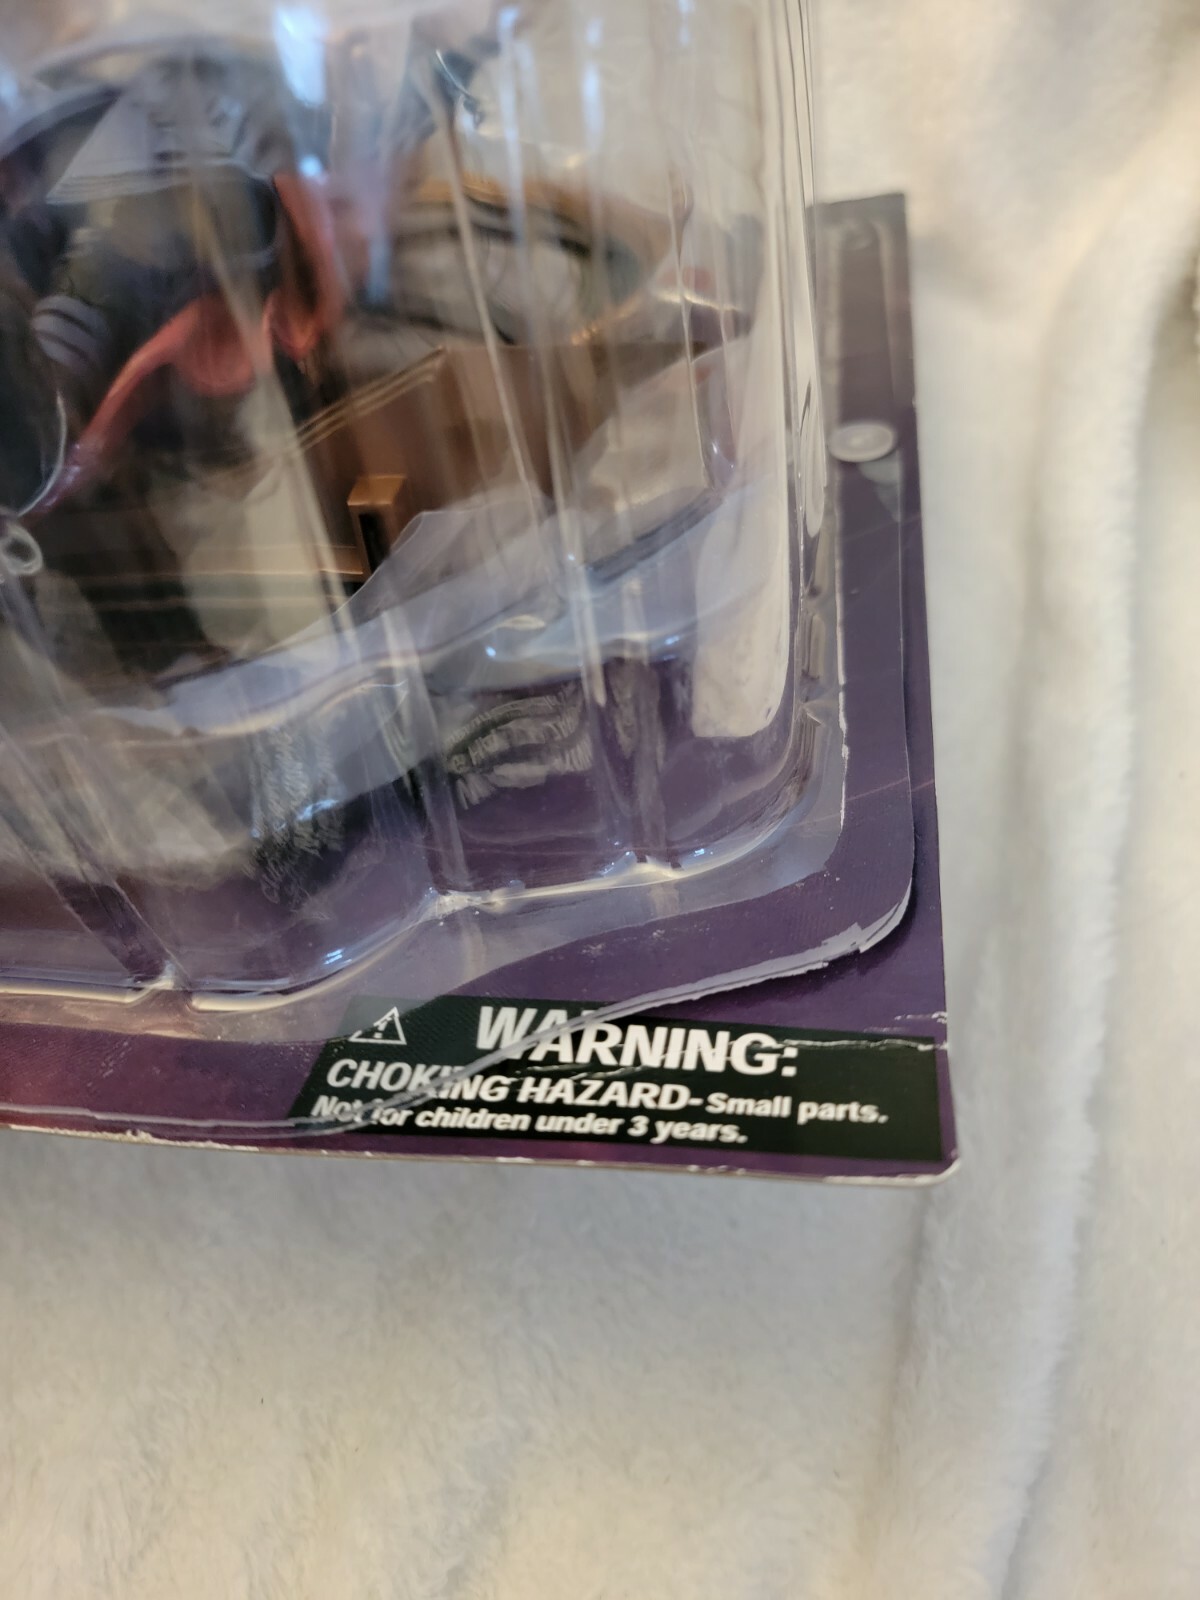 WARNING:
CHOKING HAZARD-Small parts.
Not for children under 3 years.